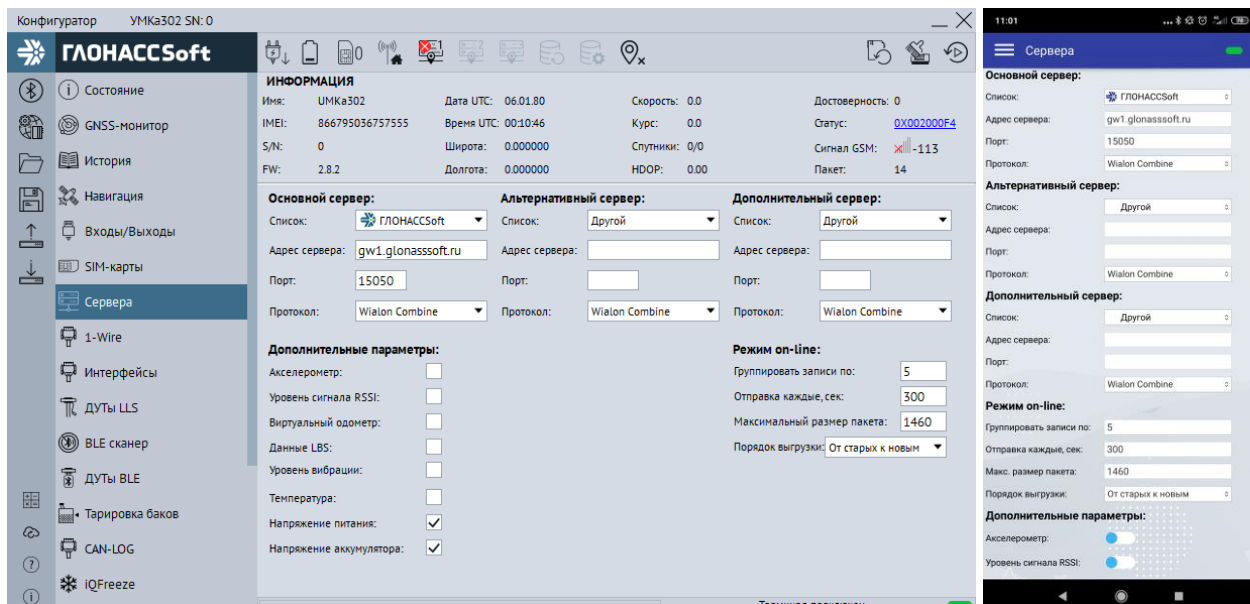 Конфигуратор УМКа302 SN: 0
ГЛОНАССSoft
0
1
2
3
x
ИНФОРМАЦИЯ
Имя: UMKa302 Дата UTC: 06.01.80 Скорость: 0.0 Достоверность: 0
IMEI: 866795036757555 Время UTC: 00:10:46 Курс: 0.0 Статус: 0X002000F4
S/N: 0 Широта: 0.000000 Спутники: 0/0 Сигнал GSM: -113
FW: 2.8.2 Долгота: 0.000000 HDOP: 0.00 Пакет: 14
Состояние
GNSS-монитор
История
Навигация
Входы/Выходы
SIM-карты
Сервера
1-Wire
Интерфейсы
ДУТы LLS
BLE сканер
ДУТы BLE
Тарировка баков
CAN-LOG
iQFreeze
Основной сервер: Альтернативный сервер: Дополнительный сервер:
Список: ГЛОНАССSoft Список: Другой Список: Другой
Адрес сервера: gw1.glonasssoft.ru Адрес сервера: Адрес сервера:
Порт: 15050 Порт: Порт:
Протокол: Wialon Combine Протокол: Wialon Combine Протокол: Wialon Combine
Дополнительные параметры:
Акселерометр:
Уровень сигнала RSSI:
Виртуальный одометр:
Данные LBS:
Уровень вибрации:
Температура:
Напряжение питания:
Напряжение аккумулятора:
Режим on-line:
Группировать записи по: 5
Отправка каждые,сек: 300
Максимальный размер пакета: 1460
Порядок выгрузки: От старых к новым
11:01
Сервера
Основной сервер:
Список: ГЛОНАССSoft
Адрес сервера: gw1.glonasssoft.ru
Порт: 15050
Протокол: Wialon Combine
Альтернативный сервер:
Список: Другой
Адрес сервера:
Порт:
Протокол: Wialon Combine
Дополнительный сервер:
Список: Другой
Адрес сервера:
Порт:
Протокол: Wialon Combine
Режим on-line:
Группировать записи по: 5
Отправка каждые, сек: 300
Макс. размер пакета: 1460
Порядок выгрузки: От старых к новым
Дополнительные параметры:
Акселерометр:
Уровень сигнала RSSI: